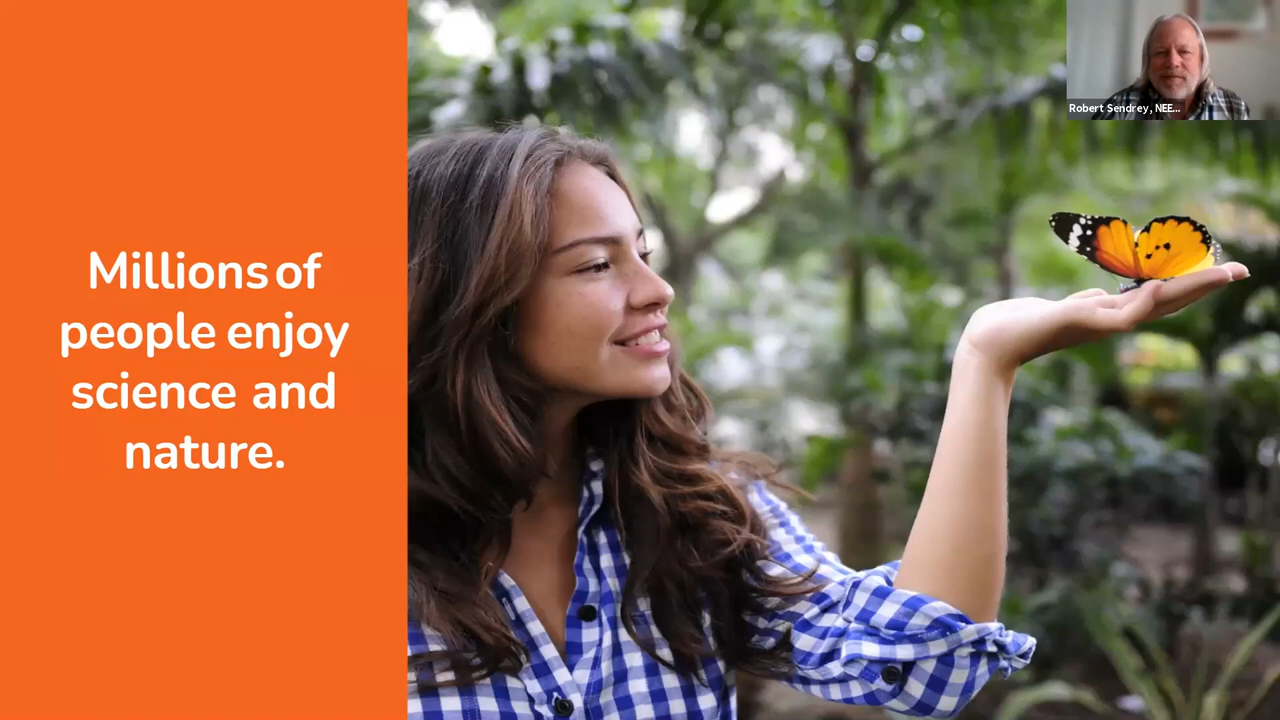 Millions of
people enjoy
science and
nature.
Robert Sendrey, NEE...